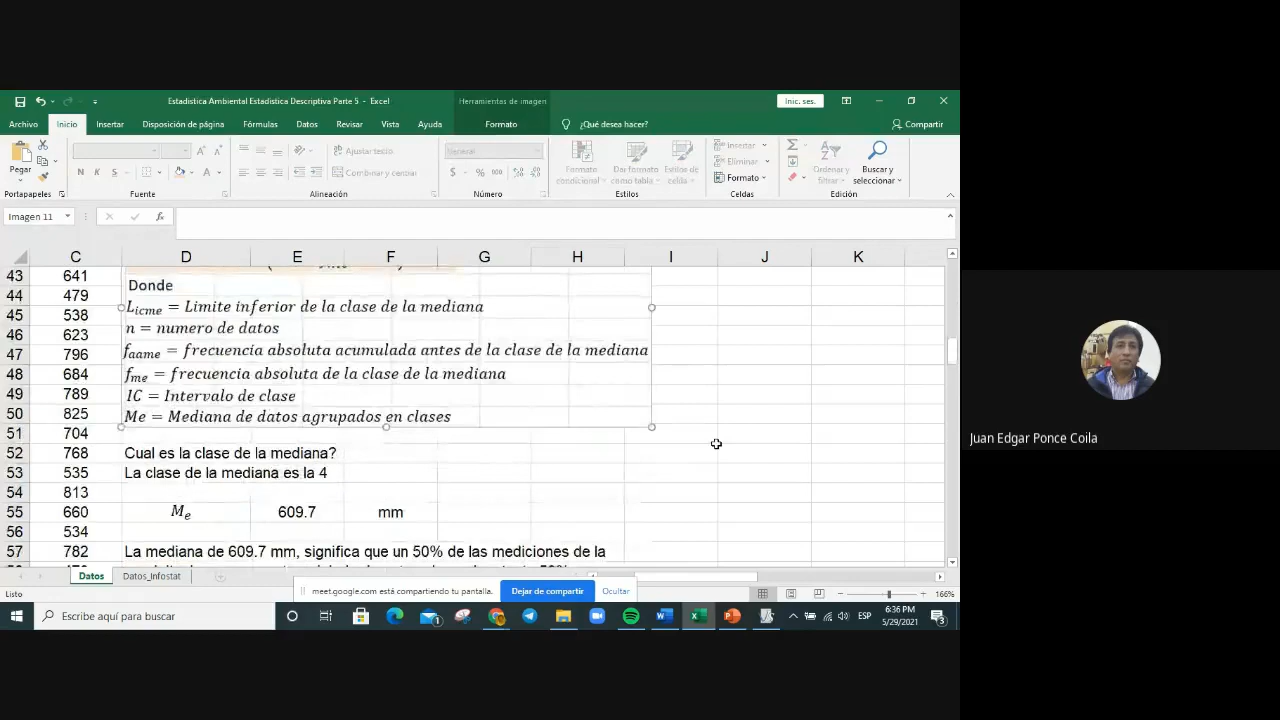 Estadistica Ambiental Estadistica Descriptiva Parte 5 - Excel
Herramientas de imagen
Inic. ses.
Archivo Inicio Insertar Disposición de página Fórmulas Datos Revisar Vista Ayuda Formato ¿Qué desea hacer? Compartir
Pegar
N K S
Ajustar texto
Combinar y centrar
General
$ % 000
Formato condicional
Dar formato como tabla
Estilos de celda
Insertar
Eliminar
Formato
Ordenar y filtrar
Buscar y seleccionar
Portapapeles Fuente Alineación Número Estilos Celdas Edición
Imagen 11 fx
C D E F G H I J K
43 641
Donde
44 479 L_icme = Limite inferior de la clase de la mediana
45 538 n = numero de datos
46 623
47 796 f_aame = frecuencia absoluta acumulada antes de la clase de la mediana
48 684 f_me = frecuencia absoluta de la clase de la mediana
49 789 IC = Intervalo de clase
50 825 Me = Mediana de datos agrupados en clases
51 704
52 768 Cual es la clase de la mediana?
53 535 La clase de la mediana es la 4
54 813
55 660 M_e 609.7 mm
56 534
57 782 La mediana de 609.7 mm, significa que un 50% de las mediciones de la
Datos Datos_Infostat
Listo
meet.google.com está compartiendo tu pantalla. Dejar de compartir Ocultar
166%
Escribe aquí para buscar
ESP
6:36 PM
5/29/2021
Juan Edgar Ponce Coila